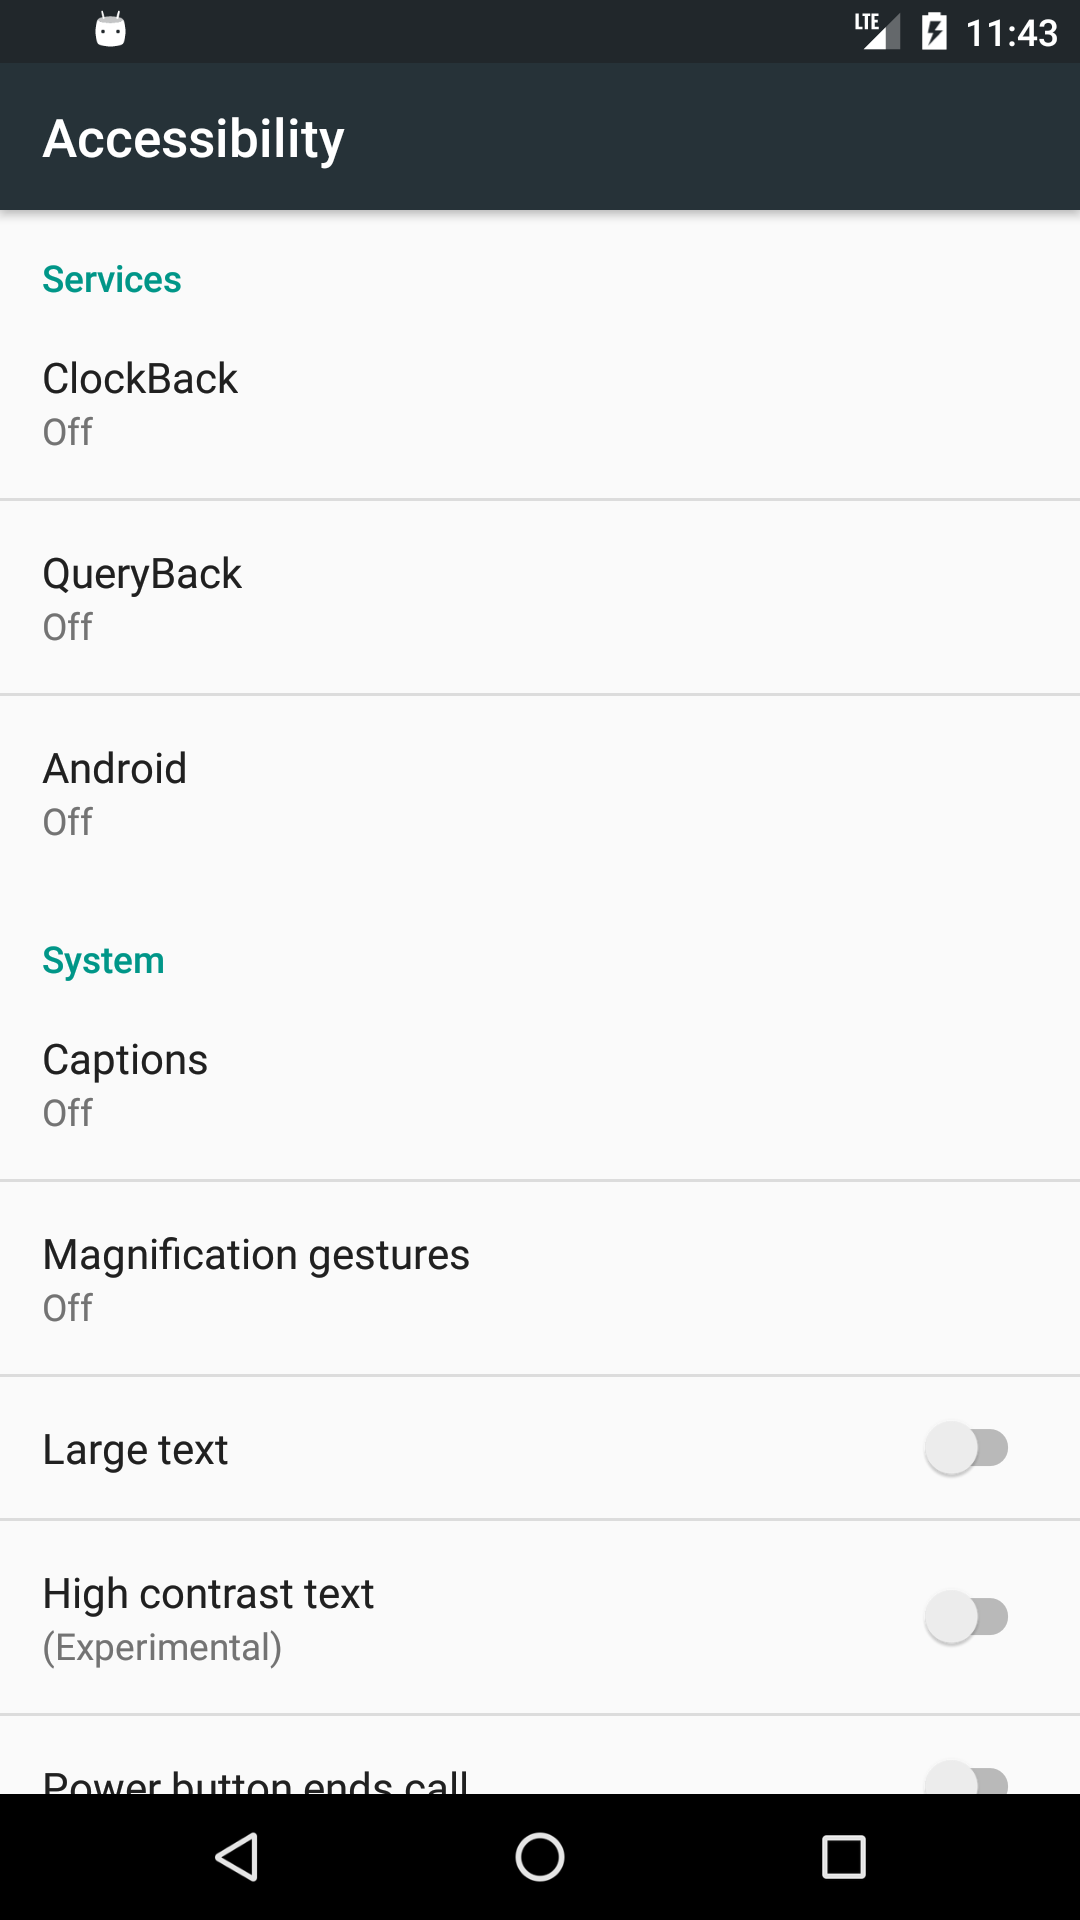 LTE 11:43
Accessibility
Services
ClockBack
Off
QueryBack
Off
Android
Off
System
Captions
Off
Magnification gestures
Off
Large text
High contrast text
(Experimental)
Power button ends call